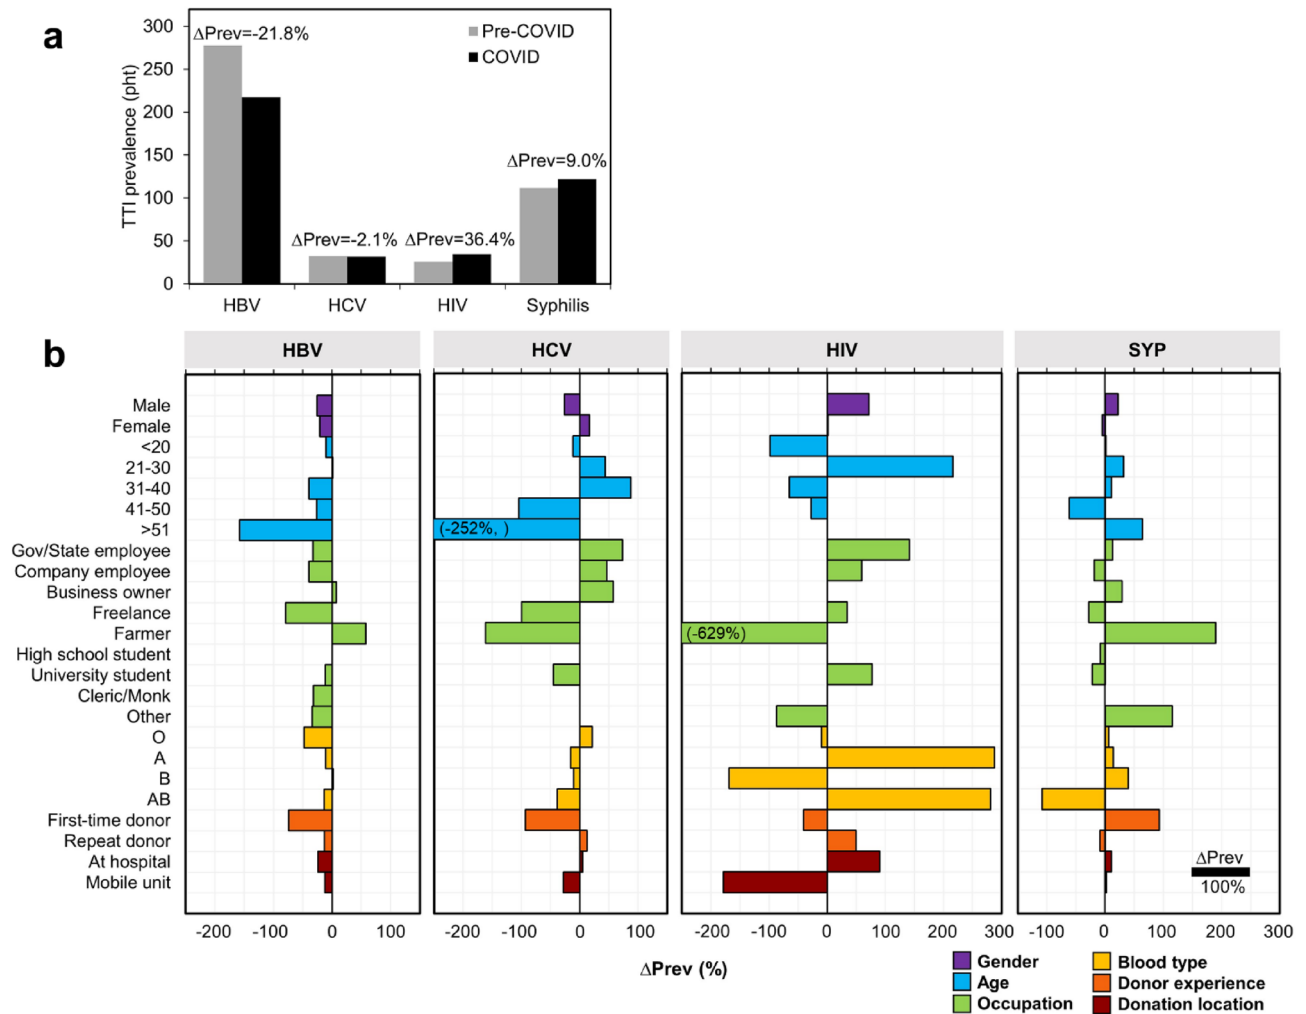 a
300
250
200
150
100
50
0
TTI prevalence (pht)
ΔPrev=-21.8%
Pre-COVID
COVID
ΔPrev=-2.1%
ΔPrev=36.4%
ΔPrev=9.0%
HBV
HCV
HIV
Syphilis
b
HBV
HCV
HIV
SYP
Male
Female
<20
21-30
31-40
41-50
>51
(-252%, )
Gov/State employee
Company employee
Business owner
Freelance
Farmer
(-629%)
High school student
University student
Cleric/Monk
Other
O
A
B
AB
First-time donor
Repeat donor
At hospital
Mobile unit
ΔPrev
100%
-200 -100 0 100
-200 -100 0 100
-200 -100 0 100 200 300
-100 0 100 200 300
ΔPrev (%)
Gender
Age
Occupation
Blood type
Donor experience
Donation location